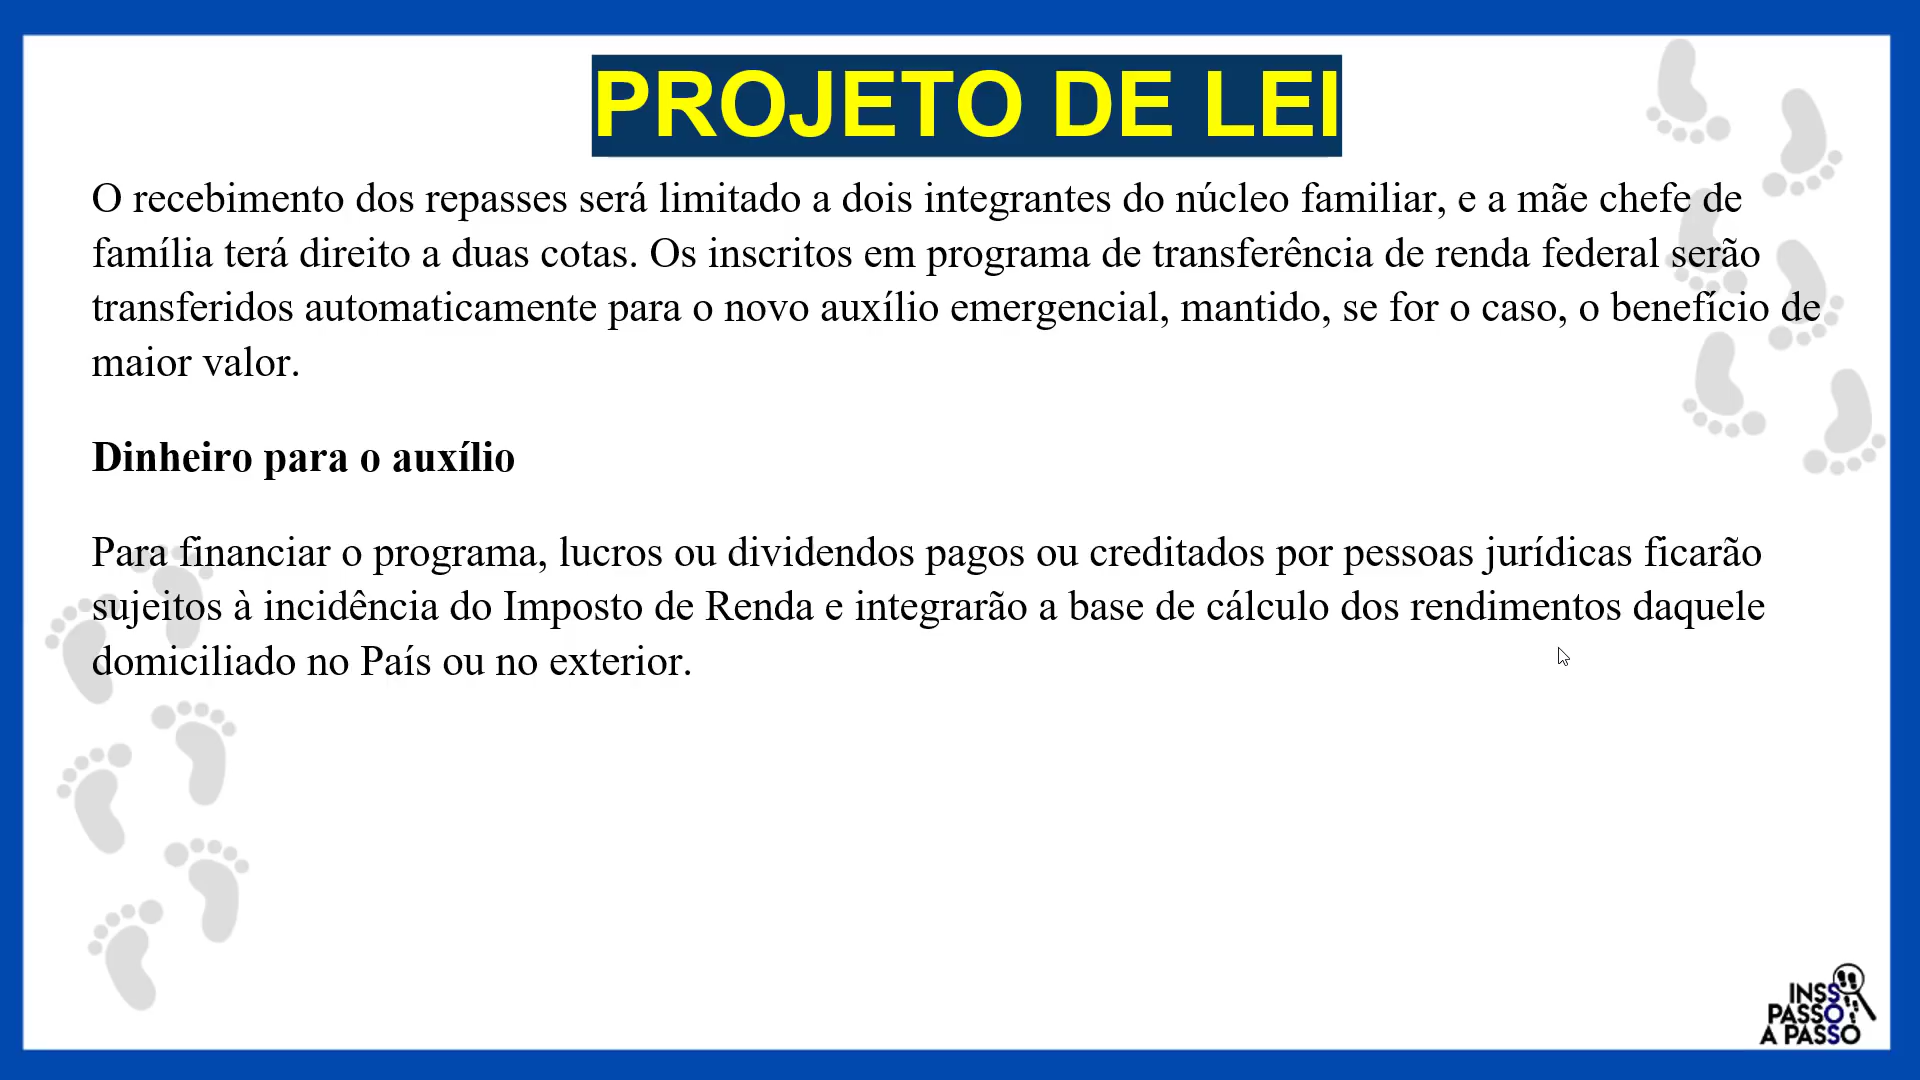 PROJETO DE LEI
O recebimento dos repasses será limitado a dois integrantes do núcleo familiar, e a mãe chefe de
família terá direito a duas cotas. Os inscritos em programa de transferência de renda federal serão
transferidos automaticamente para o novo auxílio emergencial, mantido, se for o caso, o benefício de
maior valor.
Dinheiro para o auxílio
Para financiar o programa, lucros ou dividendos pagos ou creditados por pessoas jurídicas ficarão
sujeitos à incidência do Imposto de Renda e integrarão a base de cálculo dos rendimentos daquele
domiciliado no País ou no exterior.
INSS
PASSO
A PASSO